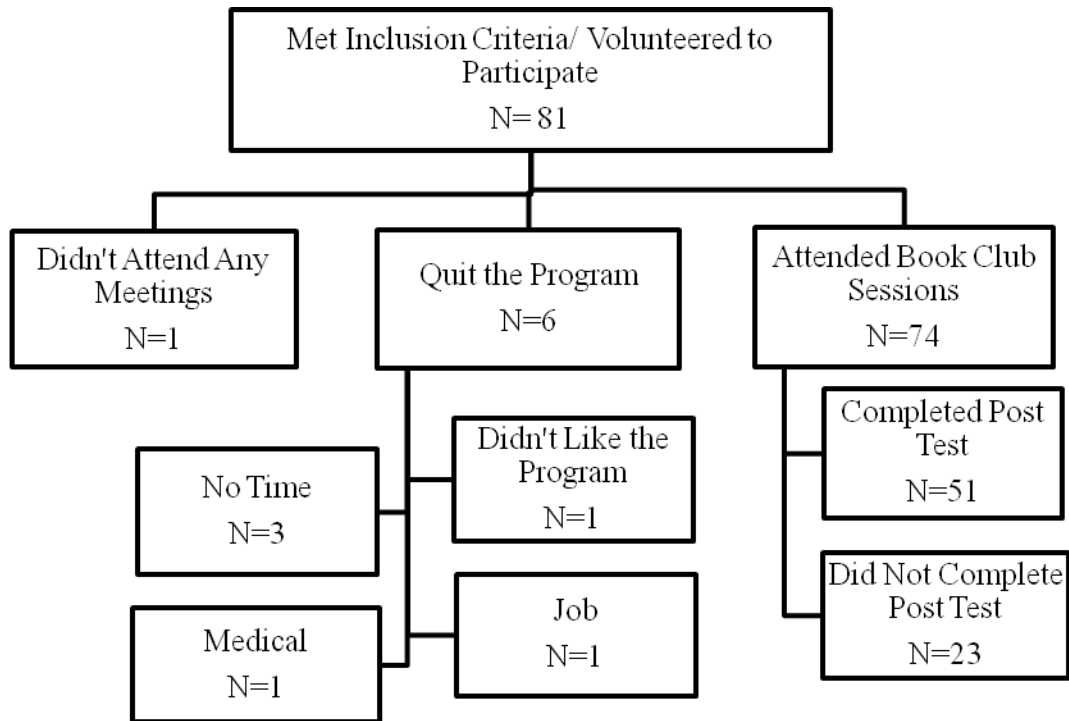 Met Inclusion Criteria/ Volunteered to
Participate
N= 81
Didn't Attend Any
Meetings
N=1
Quit the Program
N=6
Attended Book Club
Sessions
N=74
No Time
N=3
Didn't Like the
Program
N=1
Medical
N=1
Job
N=1
Completed Post
Test
N=51
Did Not Complete
Post Test
N=23